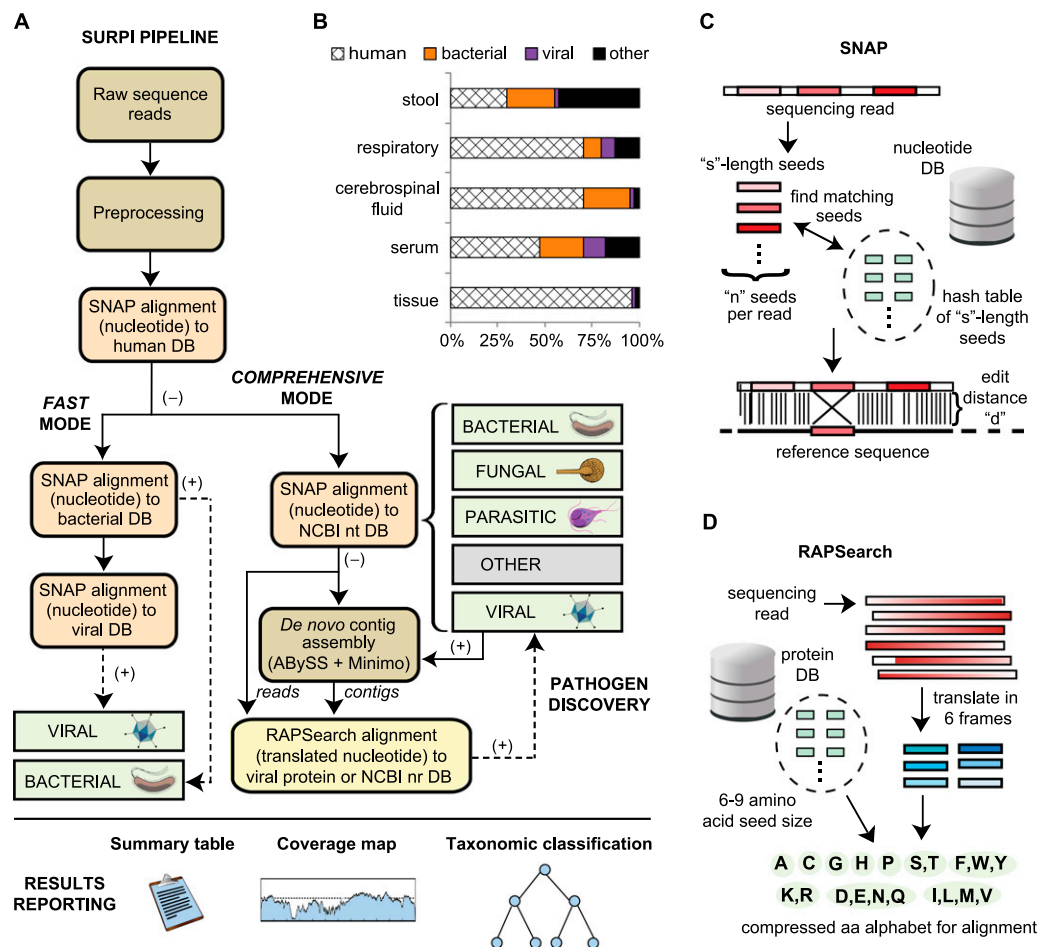 A
SURPI PIPELINE
Raw sequence
reads
Preprocessing
SNAP alignment
(nucleotide) to
human DB
(–)
FAST
MODE
COMPREHENSIVE
MODE
SNAP alignment
(nucleotide) to
bacterial DB
(+)
SNAP alignment
(nucleotide) to
viral DB
(+)
VIRAL
BACTERIAL
SNAP alignment
(nucleotide) to
NCBI nt DB
(–)
BACTERIAL
FUNGAL
PARASITIC
OTHER
VIRAL
De novo contig
assembly
(ABySS + Minimo)
(+)
reads
contigs
RAPSearch alignment
(translated nucleotide) to
viral protein or NCBI nr DB
(+)
PATHOGEN
DISCOVERY
RESULTS
REPORTING
Summary table
Coverage map
Taxonomic classification
B
human
bacterial
viral
other
stool
respiratory
cerebrospinal
fluid
serum
tissue
0%
25%
50%
75%
100%
C
SNAP
sequencing read
"s"-length seeds
nucleotide
DB
find matching
seeds
"n" seeds
per read
hash table
of "s"-length
seeds
edit
distance
"d"
reference sequence
D
RAPSearch
sequencing
read
protein
DB
translate in
6 frames
6-9 amino
acid seed size
A C G H P S,T F,W,Y
K,R D,E,N,Q I,L,M,V
compressed aa alphabet for alignment